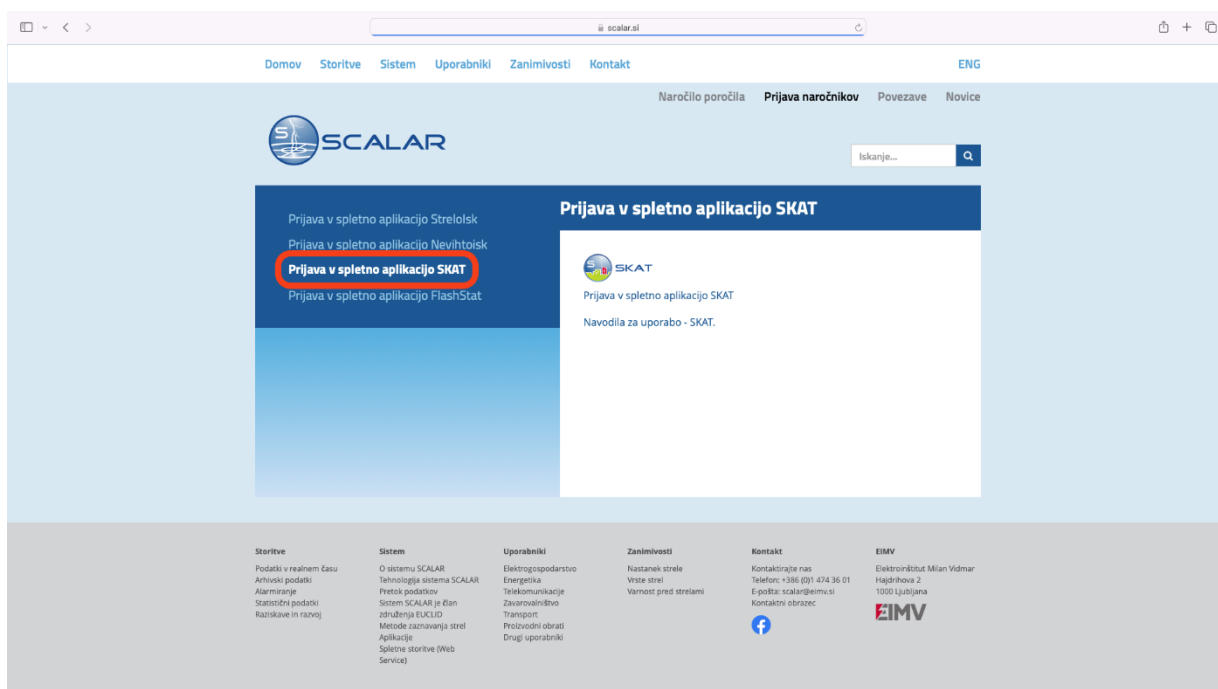 scalar.si
Domov Storitve Sistem Uporabniki Zanimivosti Kontakt ENG
Naročilo poročila Prijava naročnikov Povezave Novice
SCALAR
Iskanje...
Prijava v spletno aplikacijo StreloIsk
Prijava v spletno aplikacijo Nevihtoisk
Prijava v spletno aplikacijo SKAT
Prijava v spletno aplikacijo FlashStat
Prijava v spletno aplikacijo SKAT
SKAT
Prijava v spletno aplikacijo SKAT
Navodila za uporabo - SKAT.
Storitve
Podatki v realnem času
Arhivski podatki
Alarmiranje
Statistični podatki
Raziskave in razvoj
Sistem
O sistemu SCALAR
Tehnologija sistema SCALAR
Pretok podatkov
Sistem SCALAR je član
združenja EUCLID
Metode zaznavanja strel
Aplikacije
Spletne storitve (Web
Service)
Uporabniki
Elektrogospodarstvo
Energetika
Telekomunikacije
Zavarovalništvo
Transport
Proizvodni obrati
Drugi uporabniki
Zanimivosti
Nastanek strele
Vrste strel
Varnost pred strelami
Kontakt
Kontaktirajte nas
Telefon: +386 (0)1 474 36 01
E-pošta: scalar@eimv.si
Kontaktni obrazec
EIMV
Elektroinštitut Milan Vidmar
Hajdrihova 2
1000 Ljubljana
EIMV